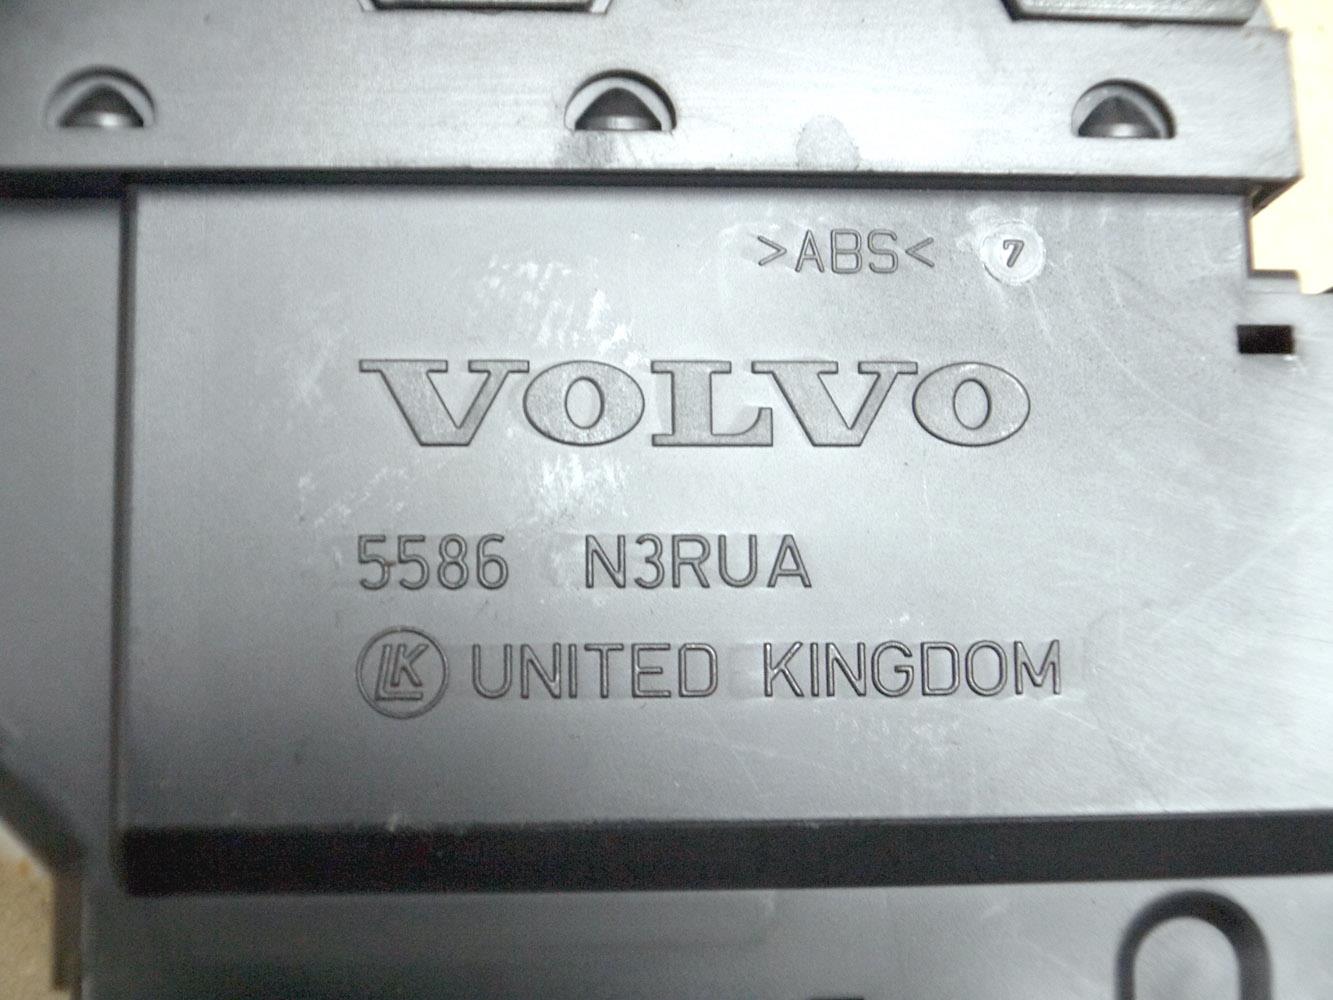 >ABS< 7
VOLVO
5586 N3RUA
LK UNITED KINGDOM